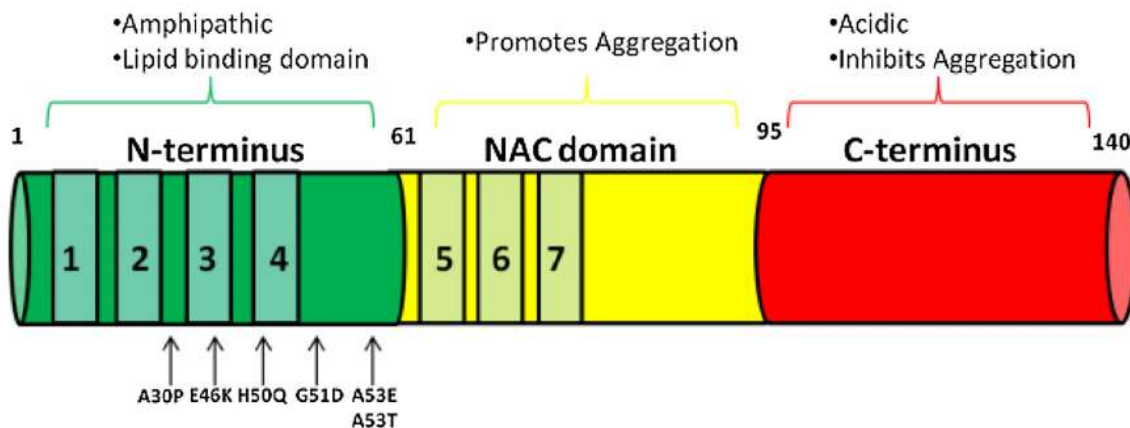 •Amphipathic
•Lipid binding domain
•Promotes Aggregation
•Acidic
•Inhibits Aggregation
1
61
95
140
N-terminus
NAC domain
C-terminus
1 2 3 4 5 6 7
A30P E46K H50Q G51D A53E
A53T